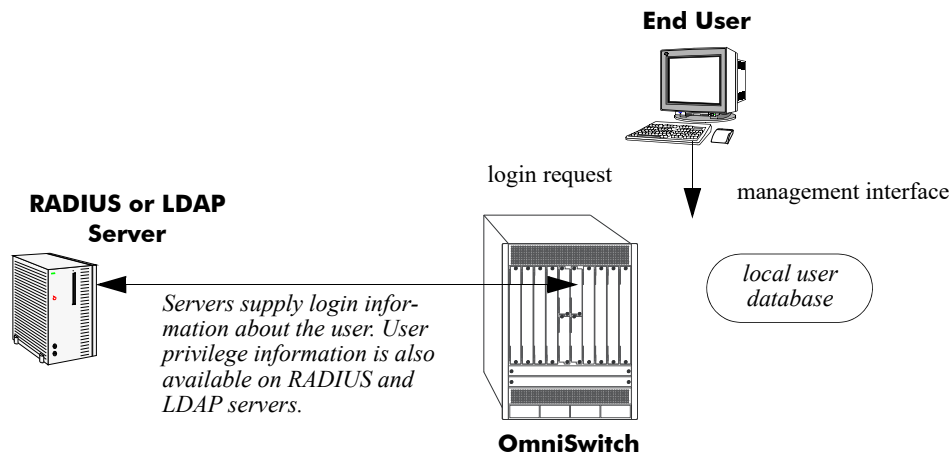 End User
login request
management interface
RADIUS or LDAP
Server
local user
database
Servers supply login infor-
mation about the user. User
privilege information is also
available on RADIUS and
LDAP servers.
OmniSwitch